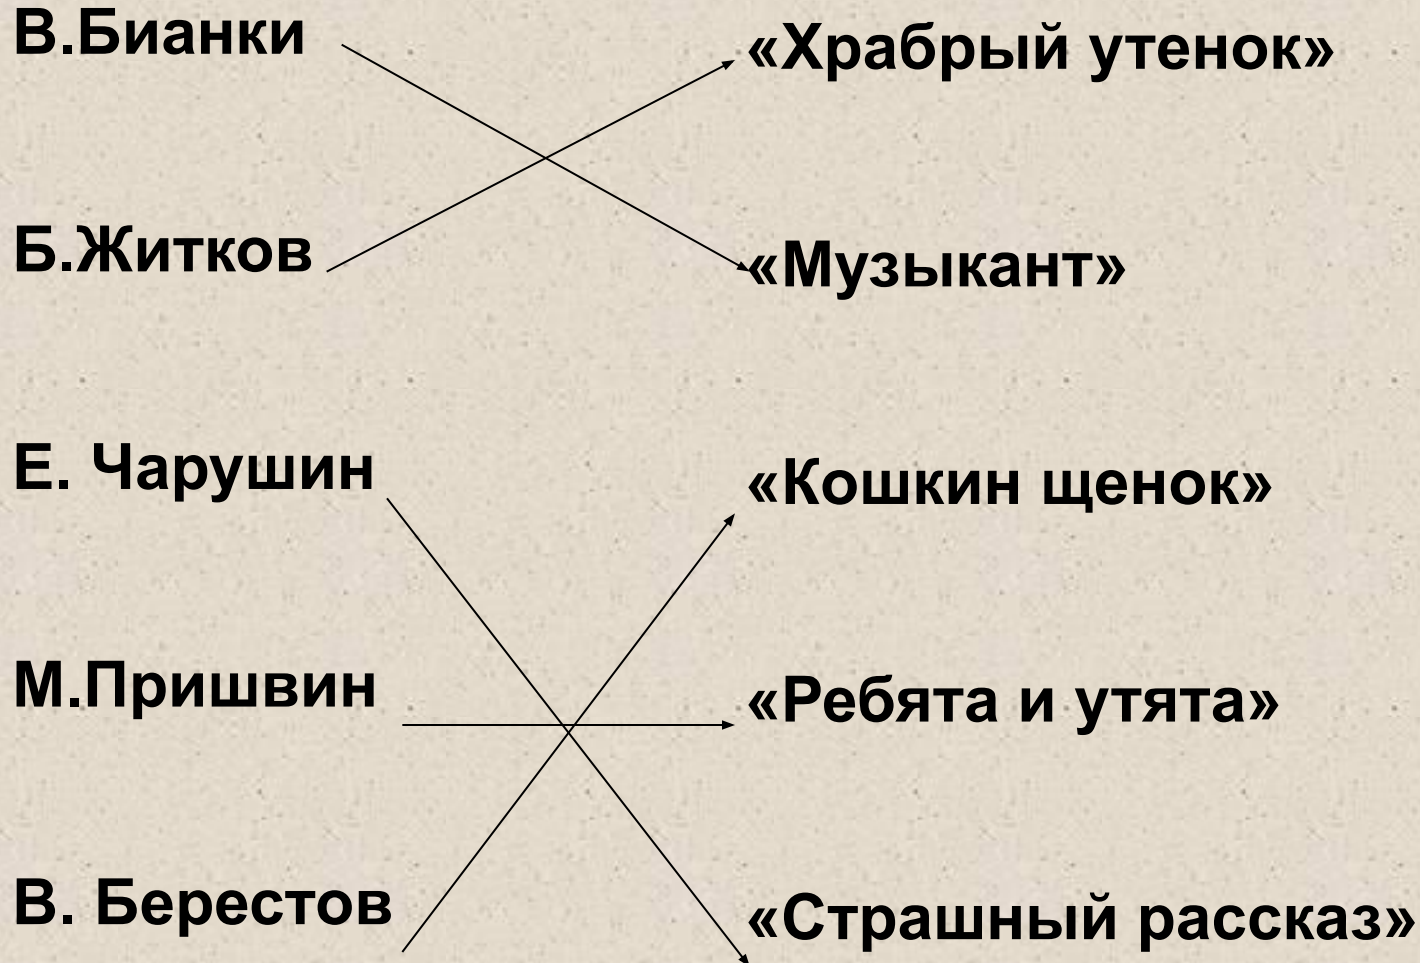 В.Бианки
«Храбрый утенок»
Б.Житков
«Музыкант»
Е. Чарушин
«Кошкин щенок»
М.Пришвин
«Ребята и утята»
В. Берестов
«Страшный рассказ»